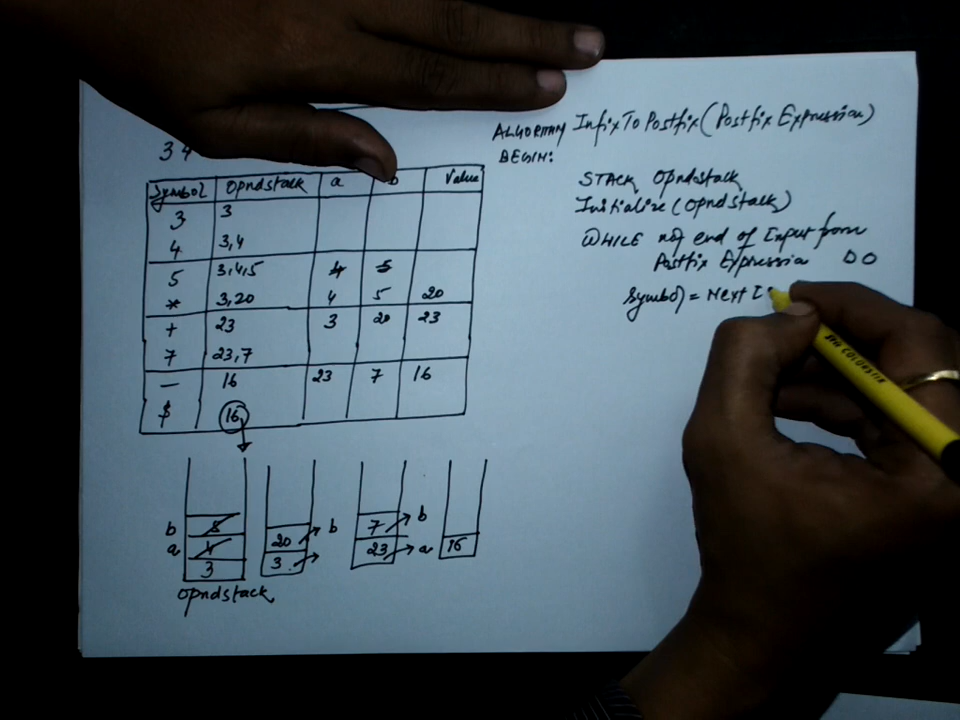 3 4
Symbol Opndstack a b Value
3 3
4 3,4
5 3,4,5 4 5
* 3,20 4 5 20
+ 23 3 20 23
7 23,7
- 16 23 7 16
$ 16
b 5
a 4
3
20 b
3
7 b
23 a
16
Opndstack
ALGORITHM InfixToPostfix(Postfix Expression)
BEGIN:
STACK Opndstack
Initialize(Opndstack)
WHILE not end of Input from
Postfix Expression DO
Symbol = Next I